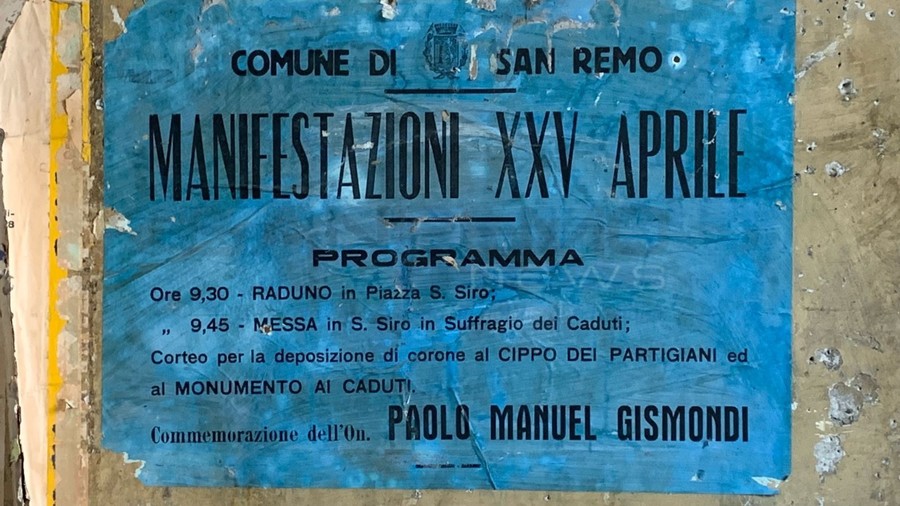 COMUNE DI SAN REMO
MANIFESTAZIONI XXV APRILE
PROGRAMMA
Ore 9,30 - RADUNO in Piazza S. Siro;
„ 9,45 - MESSA in S. Siro in Suffragio dei Caduti;
Corteo per la deposizione di corone al CIPPO DEI PARTIGIANI ed
al MONUMENTO AI CADUTI.
Commemorazione dell'On. PAOLO MANUEL GISMONDI